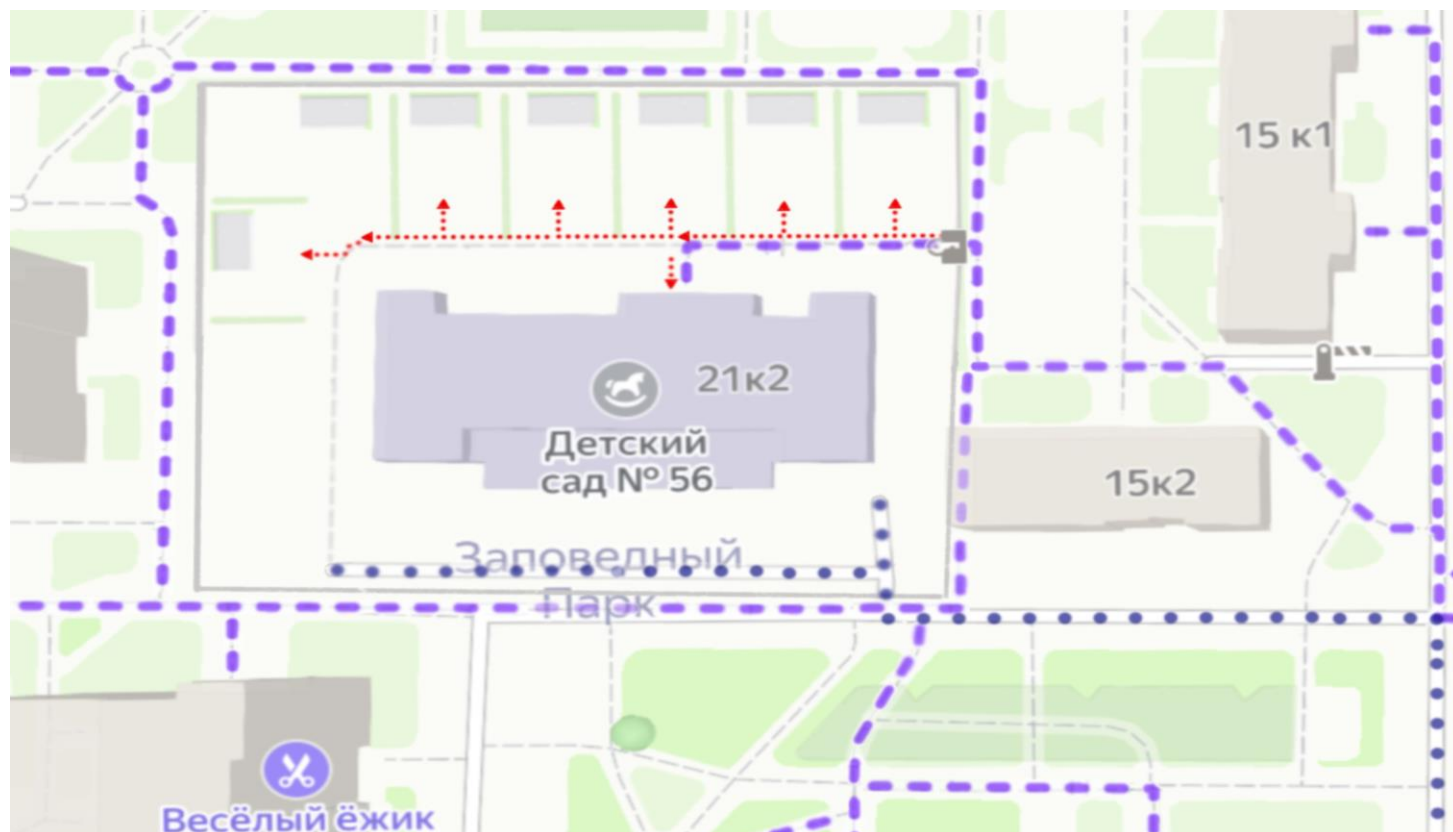 15 к1
21к2
Детский
сад № 56
15к2
Заповедный
Парк
Весёлый ёжик